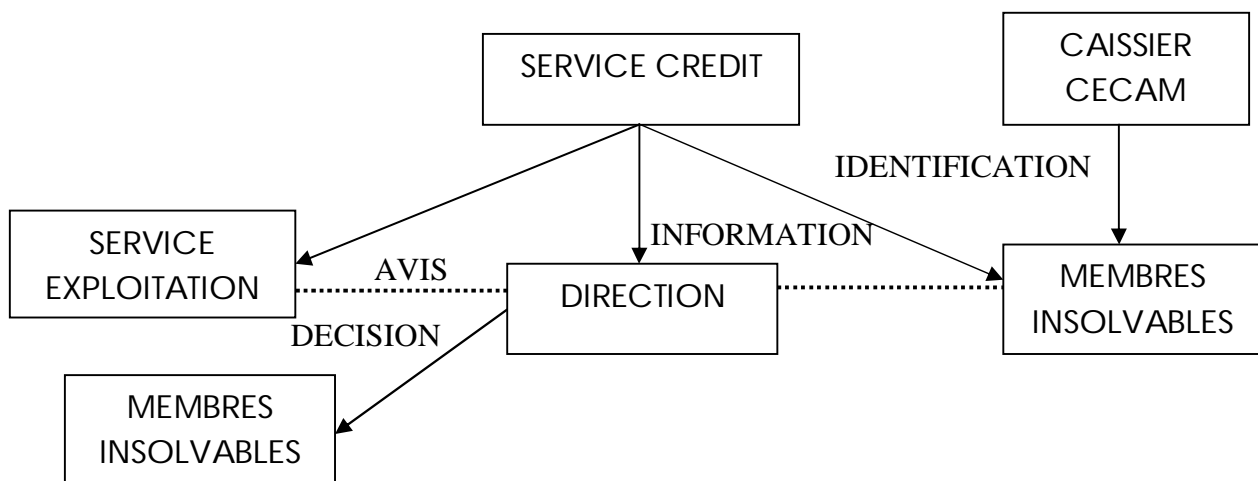 SERVICE CREDIT
CAISSIER
CECAM
IDENTIFICATION
SERVICE
EXPLOITATION
AVIS
INFORMATION
DIRECTION
MEMBRES
INSOLVABLES
DECISION
MEMBRES
INSOLVABLES